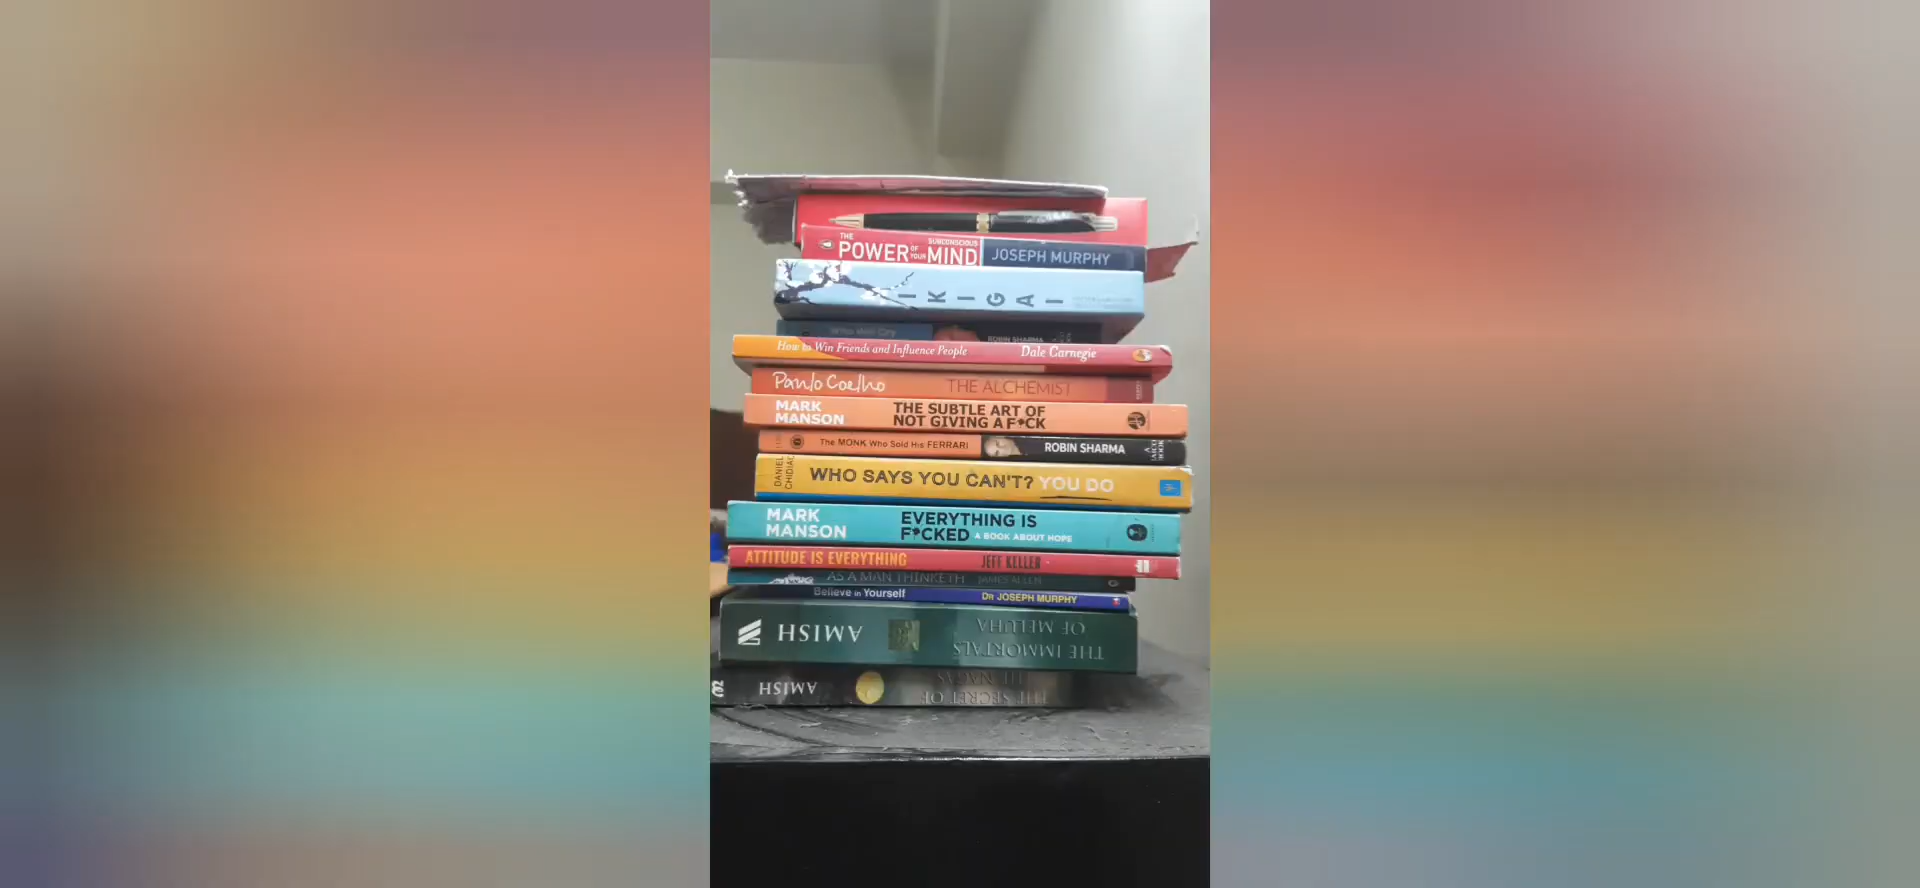 THE
POWER OF YOUR SUBCONSCIOUS MIND JOSEPH MURPHY
IKIGAI
Who Will Cry ROBIN SHARMA
How to Win Friends and Influence People Dale Carnegie
Paulo Coelho THE ALCHEMIST
MARK MANSON THE SUBTLE ART OF
NOT GIVING A F*CK
The MONK Who Sold His FERRARI ROBIN SHARMA
DANIEL CHIDIAC WHO SAYS YOU CAN'T? YOU DO
MARK MANSON EVERYTHING IS
F*CKED A BOOK ABOUT HOPE
ATTITUDE IS EVERYTHING JEFF KELLER
AS A MAN THINKETH JAMES ALLEN
Believe in Yourself DR JOSEPH MURPHY
THE IMMORTALS
OF MELUHA
AMISH
THE SECRET OF
THE NAGAS
AMISH